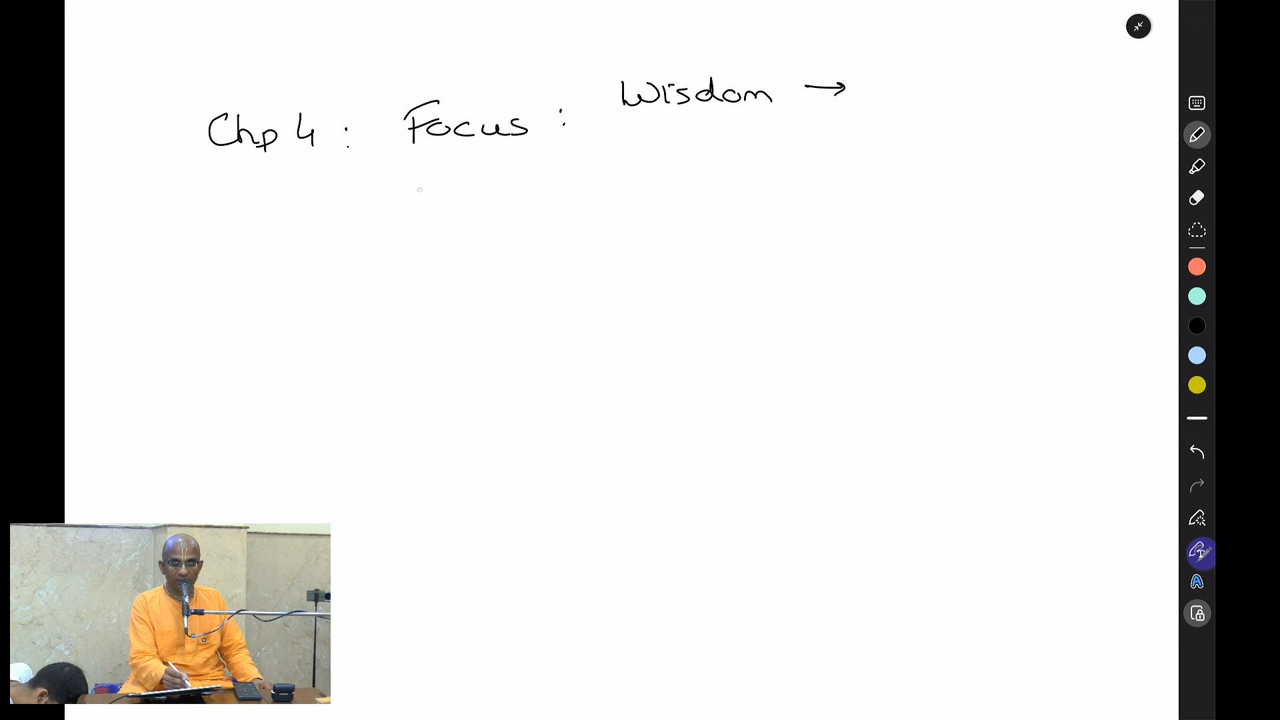 Chp 4 : Focus : Wisdom →